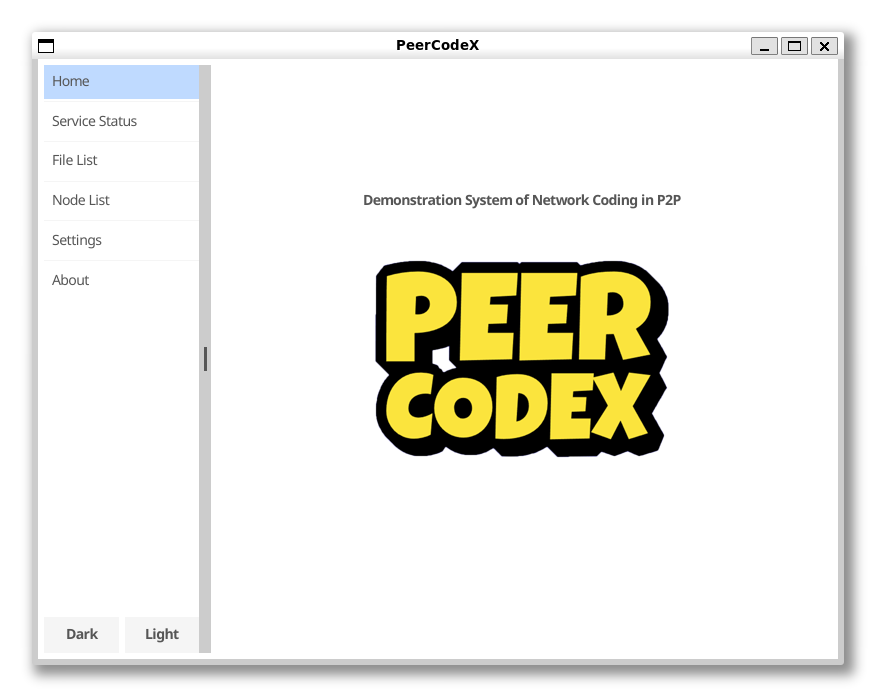 PeerCodeX
Home
Service Status
File List
Node List
Settings
About
Dark
Light
Demonstration System of Network Coding in P2P
PEER
CODEX